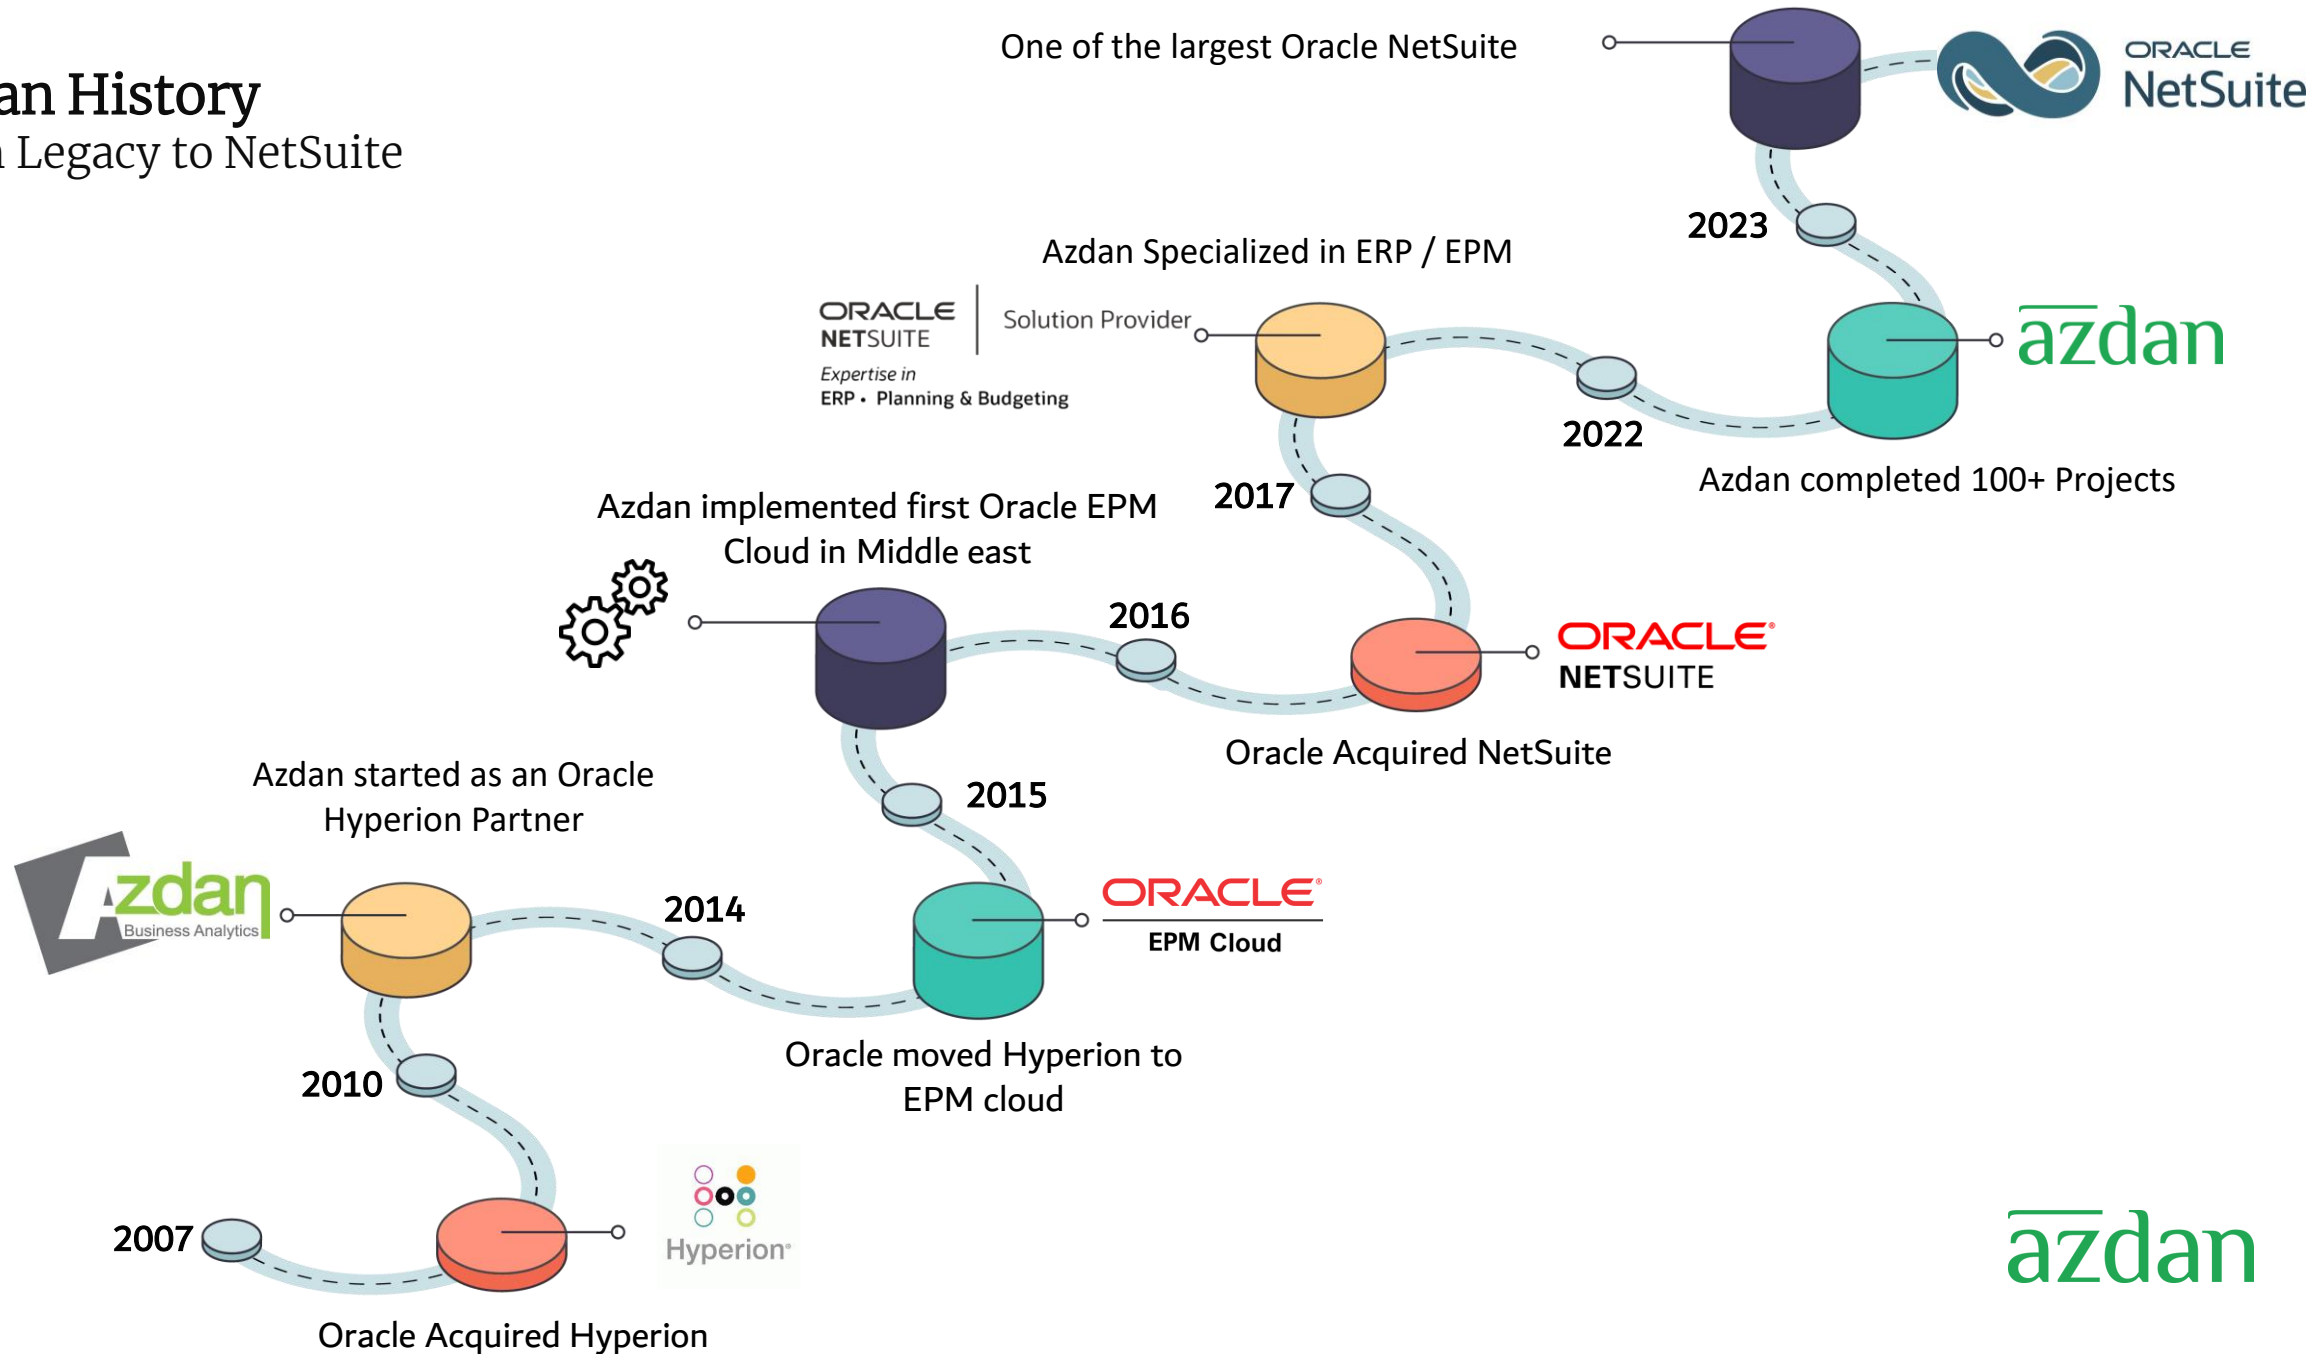 an History
Legacy to NetSuite
One of the largest Oracle NetSuite
ORACLE
NetSuite
2023
Azdan Specialized in ERP / EPM
ORACLE
NETSUITE
Solution Provider
Expertise in
ERP • Planning & Budgeting
azdan
2022
Azdan completed 100+ Projects
2017
Azdan implemented first Oracle EPM
Cloud in Middle east
2016
ORACLE®
NETSUITE
Oracle Acquired NetSuite
2015
Azdan started as an Oracle
Hyperion Partner
Azdan
Business Analytics
2014
ORACLE®
EPM Cloud
Oracle moved Hyperion to
EPM cloud
2010
Hyperion®
2007
Oracle Acquired Hyperion
azdan